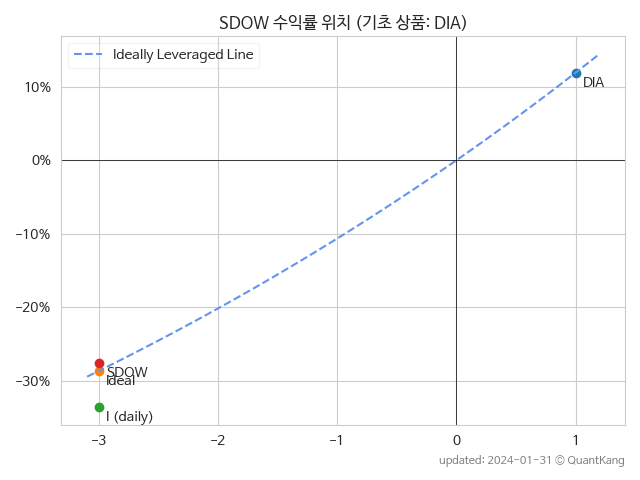 SDOW 수익률 위치 (기초 상품: DIA)
Ideally Leveraged Line
DIA
10%
0%
-10%
-20%
-30%
SDOW
Ideal
I (daily)
-3
-2
-1
0
1
updated: 2024-01-31 © QuantKang